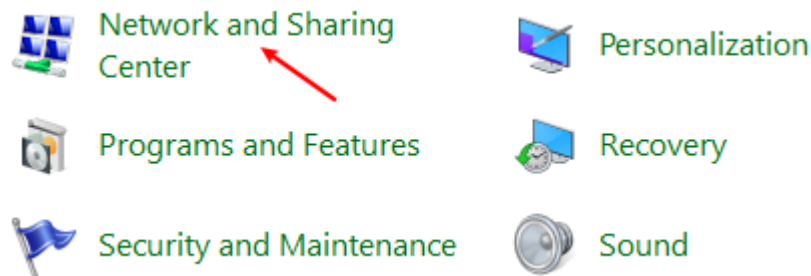 Network and Sharing
Center
Personalization
Programs and Features
Recovery
Security and Maintenance
Sound